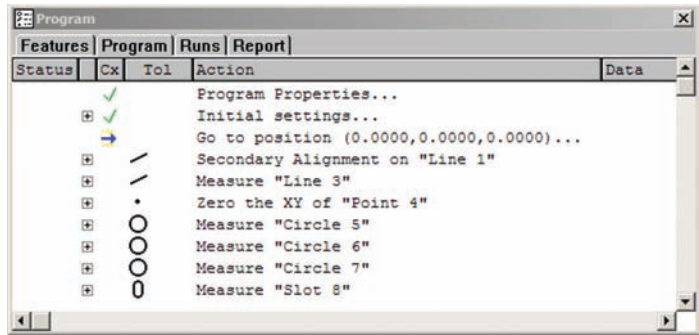 Program
Features Program Runs Report
Status Cx Tol Action Data
Program Properties...
Initial settings...
Go to position (0.0000,0.0000,0.0000)...
Secondary Alignment on "Line 1"
Measure "Line 3"
Zero the XY of "Point 4"
Measure "Circle 5"
Measure "Circle 6"
Measure "Circle 7"
Measure "Slot 8"